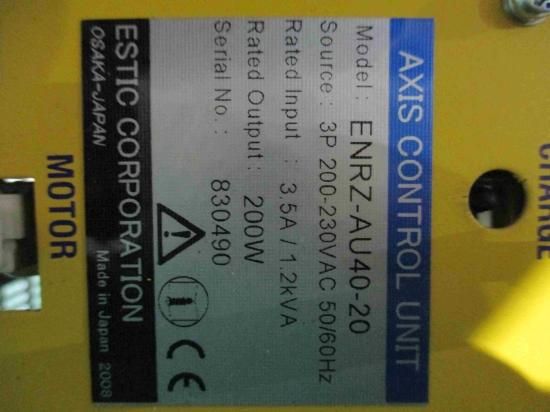 CHARGE
AXIS CONTROL UNIT
Model : ENRZ-AU40-20
Source : 3P 200-230VAC 50/60Hz
Rated Input : 3.5A / 1.2kVA
Rated Output : 200W
Serial No. : 830490
CE
ESTIC CORPORATION
OSAKA-JAPAN
Made in Japan 2008
MOTOR